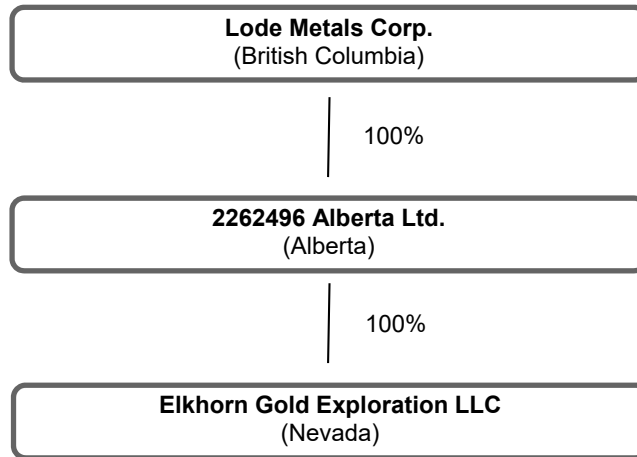 Lode Metals Corp.
(British Columbia)
100%
2262496 Alberta Ltd.
(Alberta)
100%
Elkhorn Gold Exploration LLC
(Nevada)